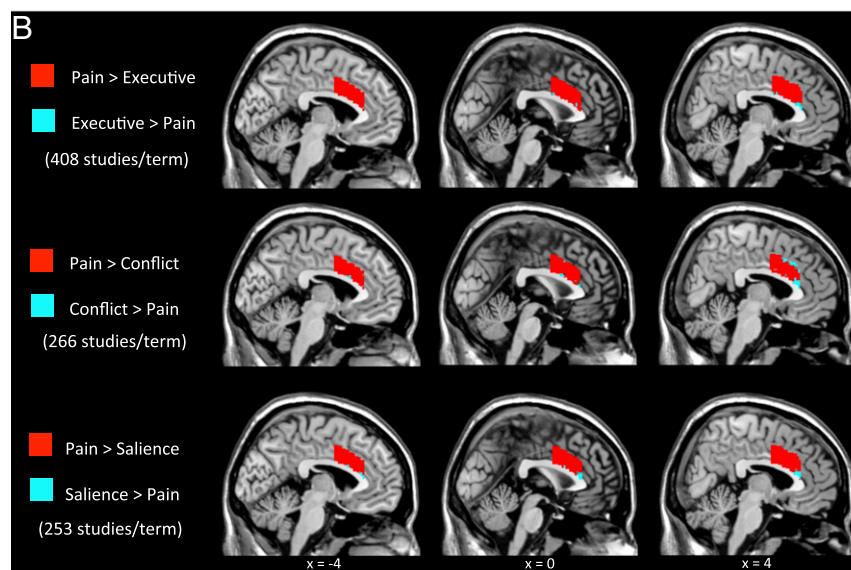 B
Pain > Executive
Executive > Pain
(408 studies/term)
Pain > Conflict
Conflict > Pain
(266 studies/term)
Pain > Salience
Salience > Pain
(253 studies/term)
x = -4
x = 0
x = 4